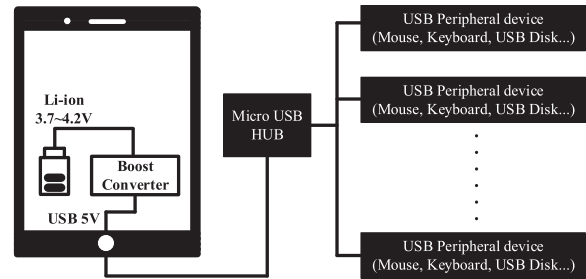 Li-ion
3.7~4.2V
Boost
Converter
USB 5V
Micro USB
HUB
USB Peripheral device
(Mouse, Keyboard, USB Disk...)
USB Peripheral device
(Mouse, Keyboard, USB Disk...)
USB Peripheral device
(Mouse, Keyboard, USB Disk...)